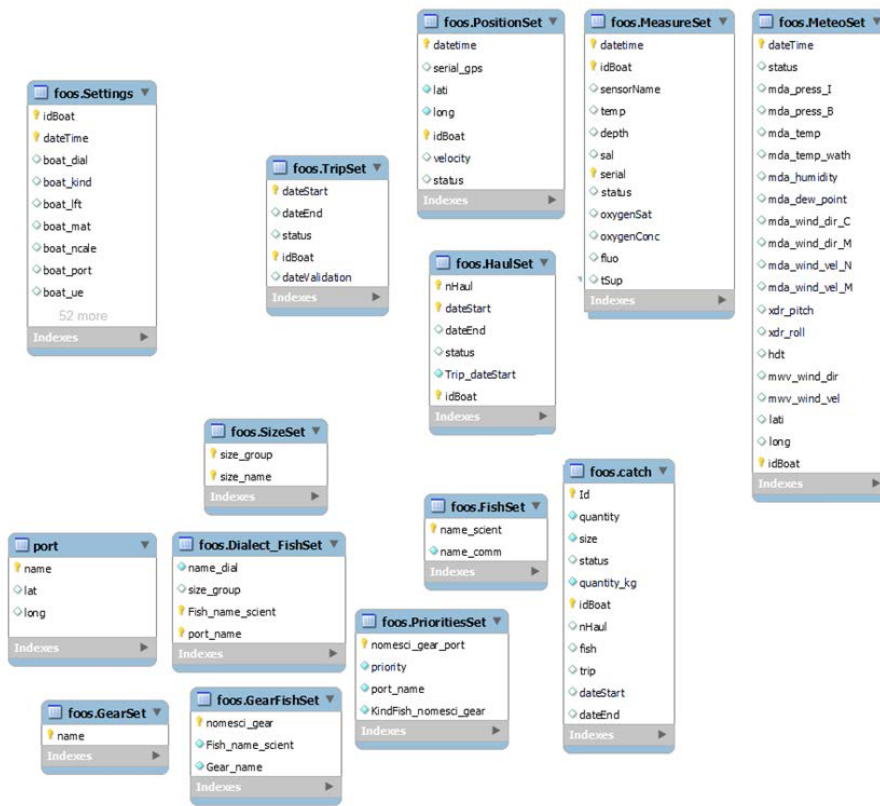 foos.Settings
idBoat
dateTime
boat_dial
boat_kind
boat_lft
boat_mat
boat_ncale
boat_port
boat_ue
52 more
Indexes
foos.TripSet
dateStart
dateEnd
status
idBoat
dateValidation
Indexes
foos.PositionSet
datetime
serial_gps
lati
long
idBoat
velocity
status
Indexes
foos.MeasureSet
datetime
idBoat
sensorName
temp
depth
sal
serial
status
oxygenSat
oxygenConc
fluo
tSup
Indexes
foos.MeteoSet
dateTime
status
mda_press_I
mda_press_B
mda_temp
mda_temp_wath
mda_humidity
mda_dew_point
mda_wind_dir_C
mda_wind_dir_M
mda_wind_vel_N
mda_wind_vel_M
xdr_pitch
xdr_roll
hdt
mwv_wind_dir
mwv_wind_vel
lati
long
idBoat
Indexes
foos.HaulSet
nHaul
dateStart
dateEnd
status
Trip_dateStart
idBoat
Indexes
foos.SizeSet
size_group
size_name
Indexes
foos.catch
Id
quantity
size
status
quantity_kg
idBoat
nHaul
fish
trip
dateStart
dateEnd
Indexes
foos.FishSet
name_scient
name_comm
Indexes
port
name
lat
long
Indexes
foos.Dialect_FishSet
name_dial
size_group
Fish_name_scient
port_name
Indexes
foos.PrioritiesSet
nomesci_gear_port
priority
port_name
KindFish_nomesci_gear
Indexes
foos.GearSet
name
Indexes
foos.GearFishSet
nomesci_gear
Fish_name_scient
Gear_name
Indexes